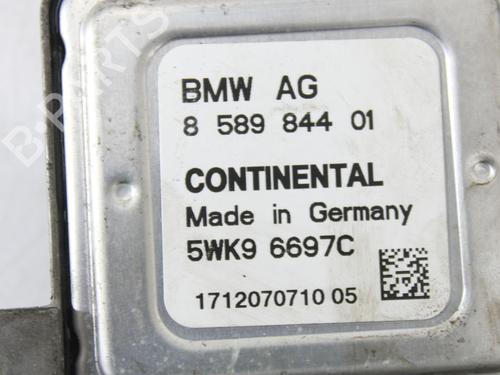 BMW AG
8 589 844 01
CONTINENTAL
Made in Germany
5WK9 6697C
1712070710 05
B-PARTS